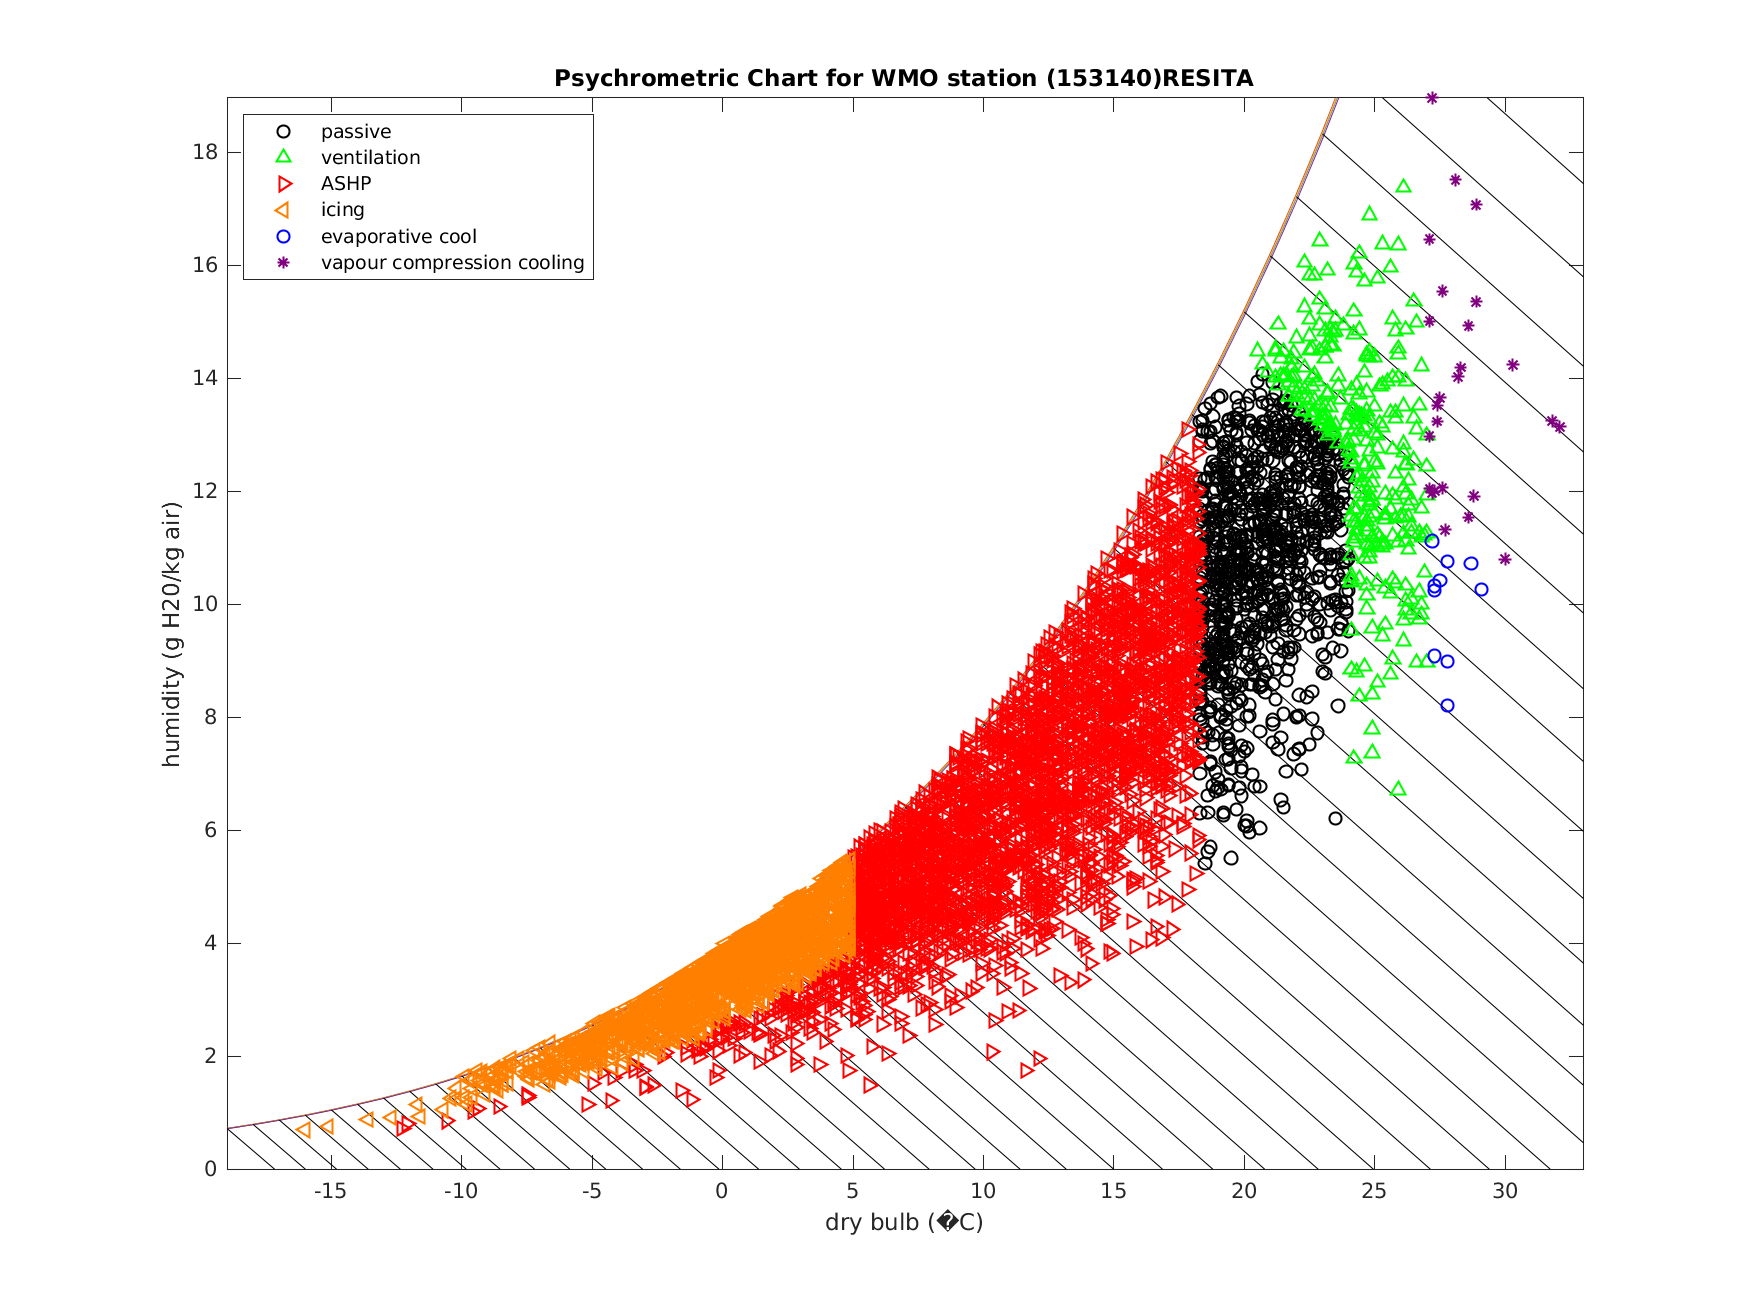 Psychrometric Chart for WMO station (153140)RESITA
passive
ventilation
ASHP
icing
evaporative cool
vapour compression cooling
humidity (g H20/kg air)
18
16
14
12
10
8
6
4
2
0
-15 -10 -5 0 5 10 15 20 25 30
dry bulb (�C)